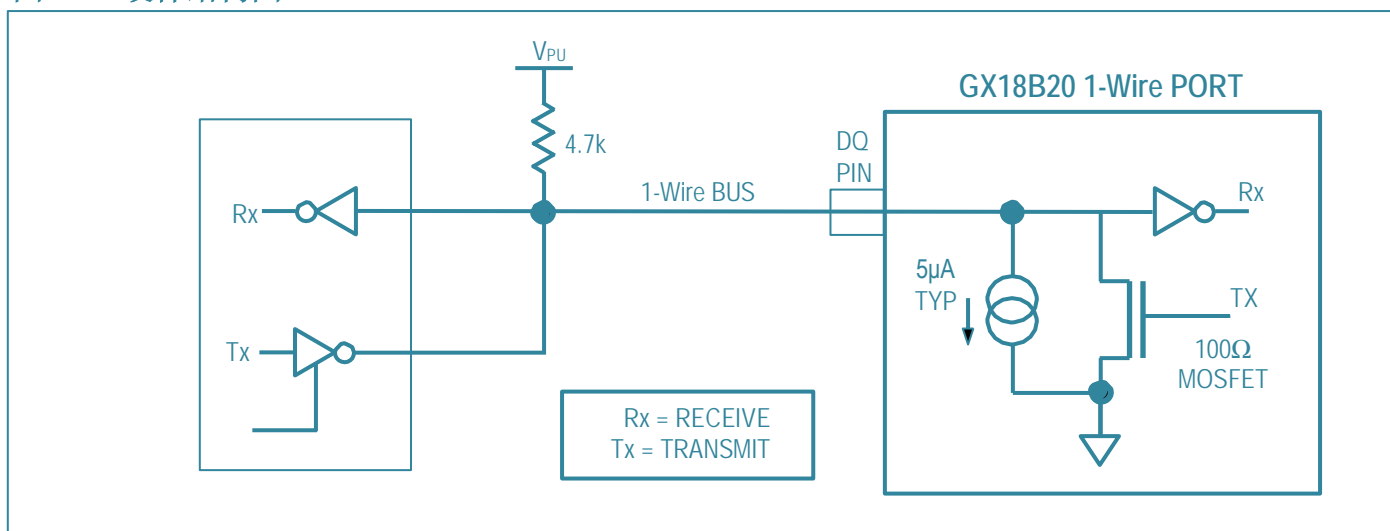 V_PU
GX18B20 1-Wire PORT
4.7k
DQ
PIN
1-Wire BUS
Rx
Rx
5µA
TYP
TX
Tx
100Ω
MOSFET
Rx = RECEIVE
Tx = TRANSMIT